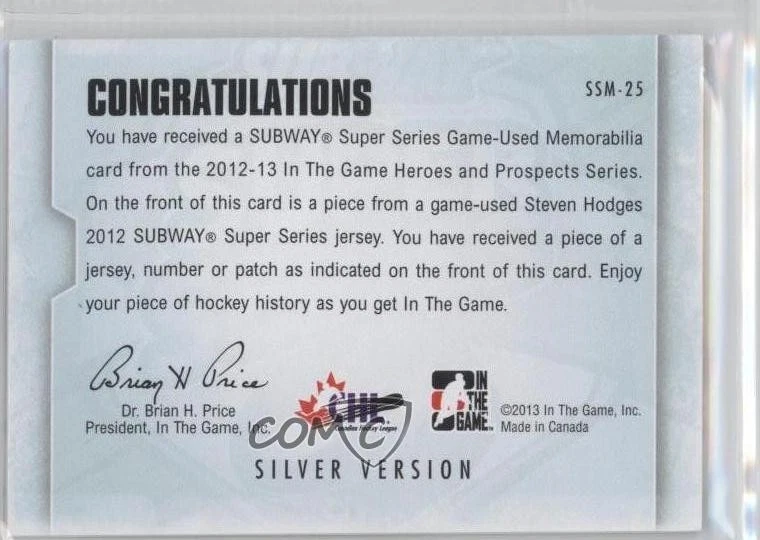 CONGRATULATIONS
SSM-25
You have received a SUBWAY® Super Series Game-Used Memorabilia
card from the 2012-13 In The Game Heroes and Prospects Series.
On the front of this card is a piece from a game-used Steven Hodges
2012 SUBWAY® Super Series jersey. You have received a piece of a
jersey, number or patch as indicated on the front of this card. Enjoy
your piece of hockey history as you get In The Game.
Brian H Price
Dr. Brian H. Price
President, In The Game, Inc.
CHL
Canadian Hockey League
IN
THE
GAME
©2013 In The Game, Inc.
Made in Canada
COMC
SILVER VERSION